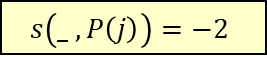 s(_ , P(j)) = −2